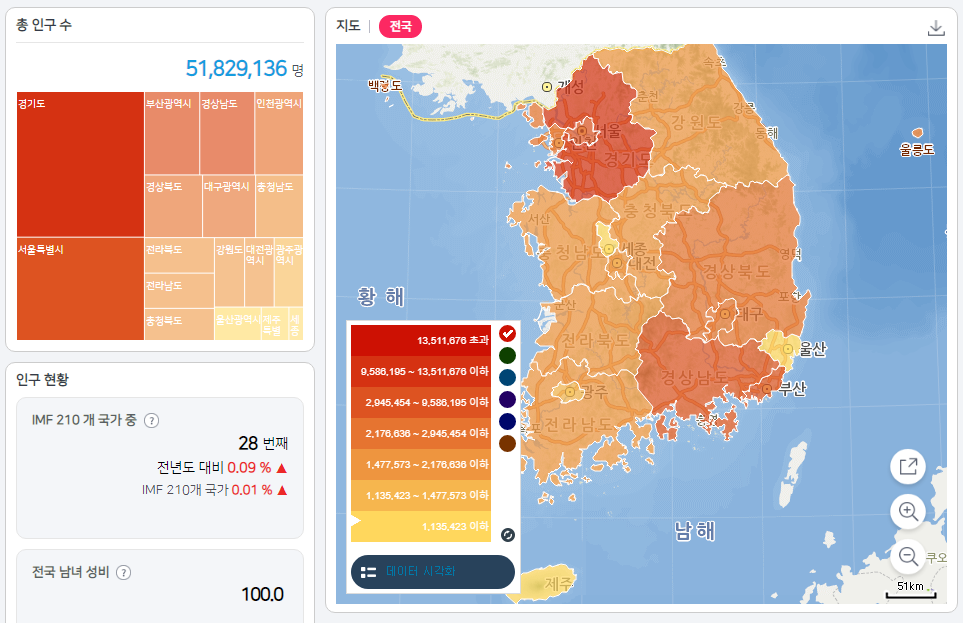 총 인구 수
51,829,136 명
경기도
부산광역시
경상남도
인천광역시
경상북도
대구광역시
충청남도
서울특별시
전라북도
강원도
대전광
역시
광주광
역시
전라남도
충청북도
울산광역시
제주
특별
세
종
인구 현황
IMF 210 개 국가 중 ?
28 번째
전년도 대비 0.09 % ▲
IMF 210개 국가 0.01 % ▲
전국 남녀 성비 ?
100.0
지도
전국
백령도
개성
속초
춘천
강릉
강원도
동해
울릉도
서울
인천
경기도
충청북도
서산
세종
충청남도
대전
영덕
경상북도
포항
황해
군산
대구
전라북도
울산
경상남도
광주
부산
전라남도
남해
제주
13,511,676 초과
9,586,195 ~ 13,511,676 이하
2,945,454 ~ 9,586,195 이하
2,178,636 ~ 2,945,454 이하
1,477,573 ~ 2,178,636 이하
1,135,423 ~ 1,477,573 이하
1,135,423 이하
데이터 시각화
쿠오
51km